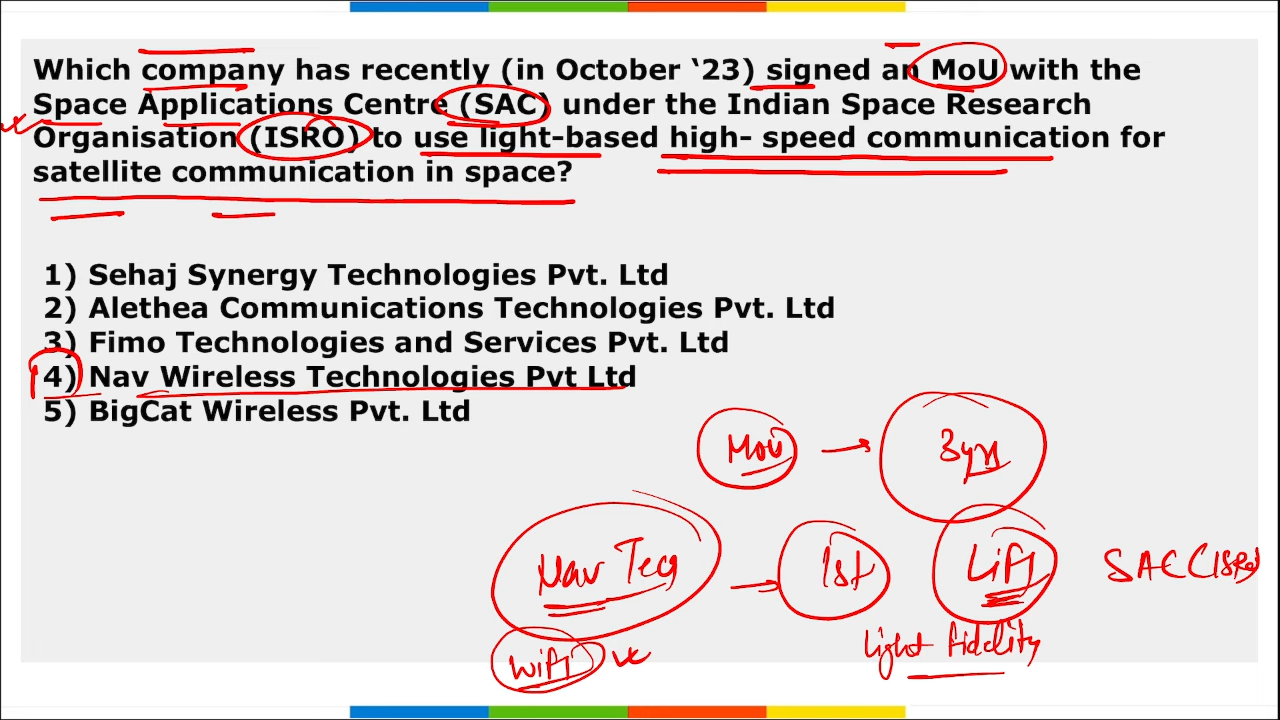 Which company has recently (in October ‘23) signed an MoU with the
Space Applications Centre (SAC) under the Indian Space Research
Organisation (ISRO) to use light-based high- speed communication for
satellite communication in space?
1) Sehaj Synergy Technologies Pvt. Ltd
2) Alethea Communications Technologies Pvt. Ltd
3) Fimo Technologies and Services Pvt. Ltd
4) Nav Wireless Technologies Pvt Ltd
5) BigCat Wireless Pvt. Ltd
MoU → 3yrs
Nav Tec → 1st Lifi SAC (ISRO)
Light fidelity
Wifi